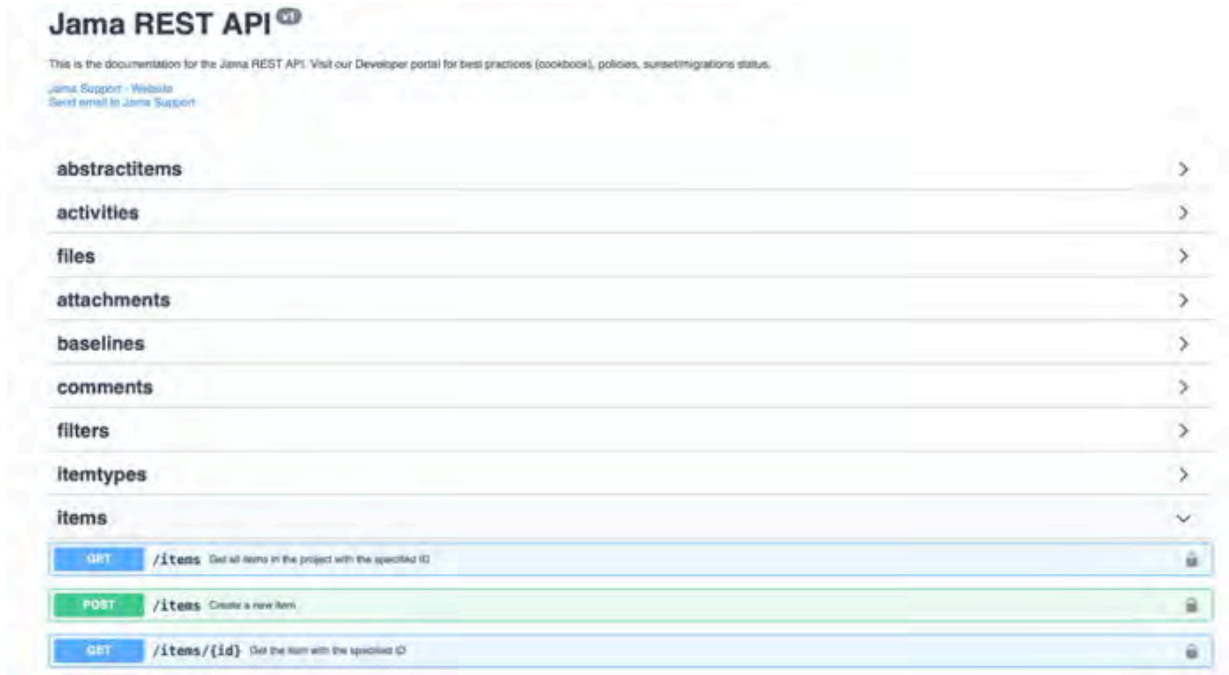 Jama REST API v1
This is the documentation for the Jama REST API. Visit our Developer portal for best practices (cookbook), policies, sunset/migrations status.
Jama Support - Website
Send email to Jama Support
abstractitems
activities
files
attachments
baselines
comments
filters
itemtypes
items
GET /items Get all items in the project with the specified ID
POST /items Create a new item
GET /items/{id} Get the item with the specified ID